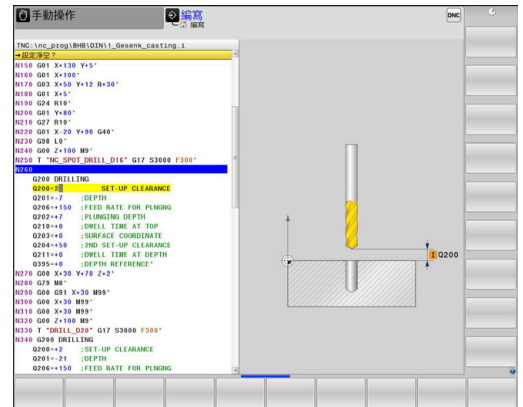 手動操作
編寫
編寫
DNC
TNC:\nc_prog\BHB\DIN\1_Gesenk_casting.i
→設定淨空?
N150 G01 X+130 Y+5*
N160 G01 X+100*
N170 G03 X+50 Y+12 R+30*
N180 G01 X+5*
N190 G24 R10*
N200 G01 Y+80*
N210 G27 R10*
N220 G01 X-20 Y+90 G40*
N230 G98 L0*
N240 G00 Z+100 M9*
N250 T "NC_SPOT_DRILL_D16" G17 S3000 F300*
N260
G200 DRILLING
Q200=2 SET-UP CLEARANCE
Q201=-7 ;DEPTH
Q206=+150 ;FEED RATE FOR PLNGNG
Q202=+7 ;PLUNGING DEPTH
Q210=+0 ;DWELL TIME AT TOP
Q203=+0 ;SURFACE COORDINATE
Q204=+50 ;2ND SET-UP CLEARANCE
Q211=+0 ;DWELL TIME AT DEPTH
Q395=+0 ;DEPTH REFERENCE*
N270 G00 X+30 Y+70 Z+2*
N280 G79 M8*
N290 G00 G91 X+30 M99*
N300 G00 X+30 M99*
N310 G00 X+30 M99*
N320 G00 Z+100 M9*
N330 T "DRILL_D20" G17 S3000 F300*
N340 G200 DRILLING
Q200=+2 ;SET-UP CLEARANCE
Q201=-21 ;DEPTH
Q206=+150 ;FEED RATE FOR PLNGNG
I Q200